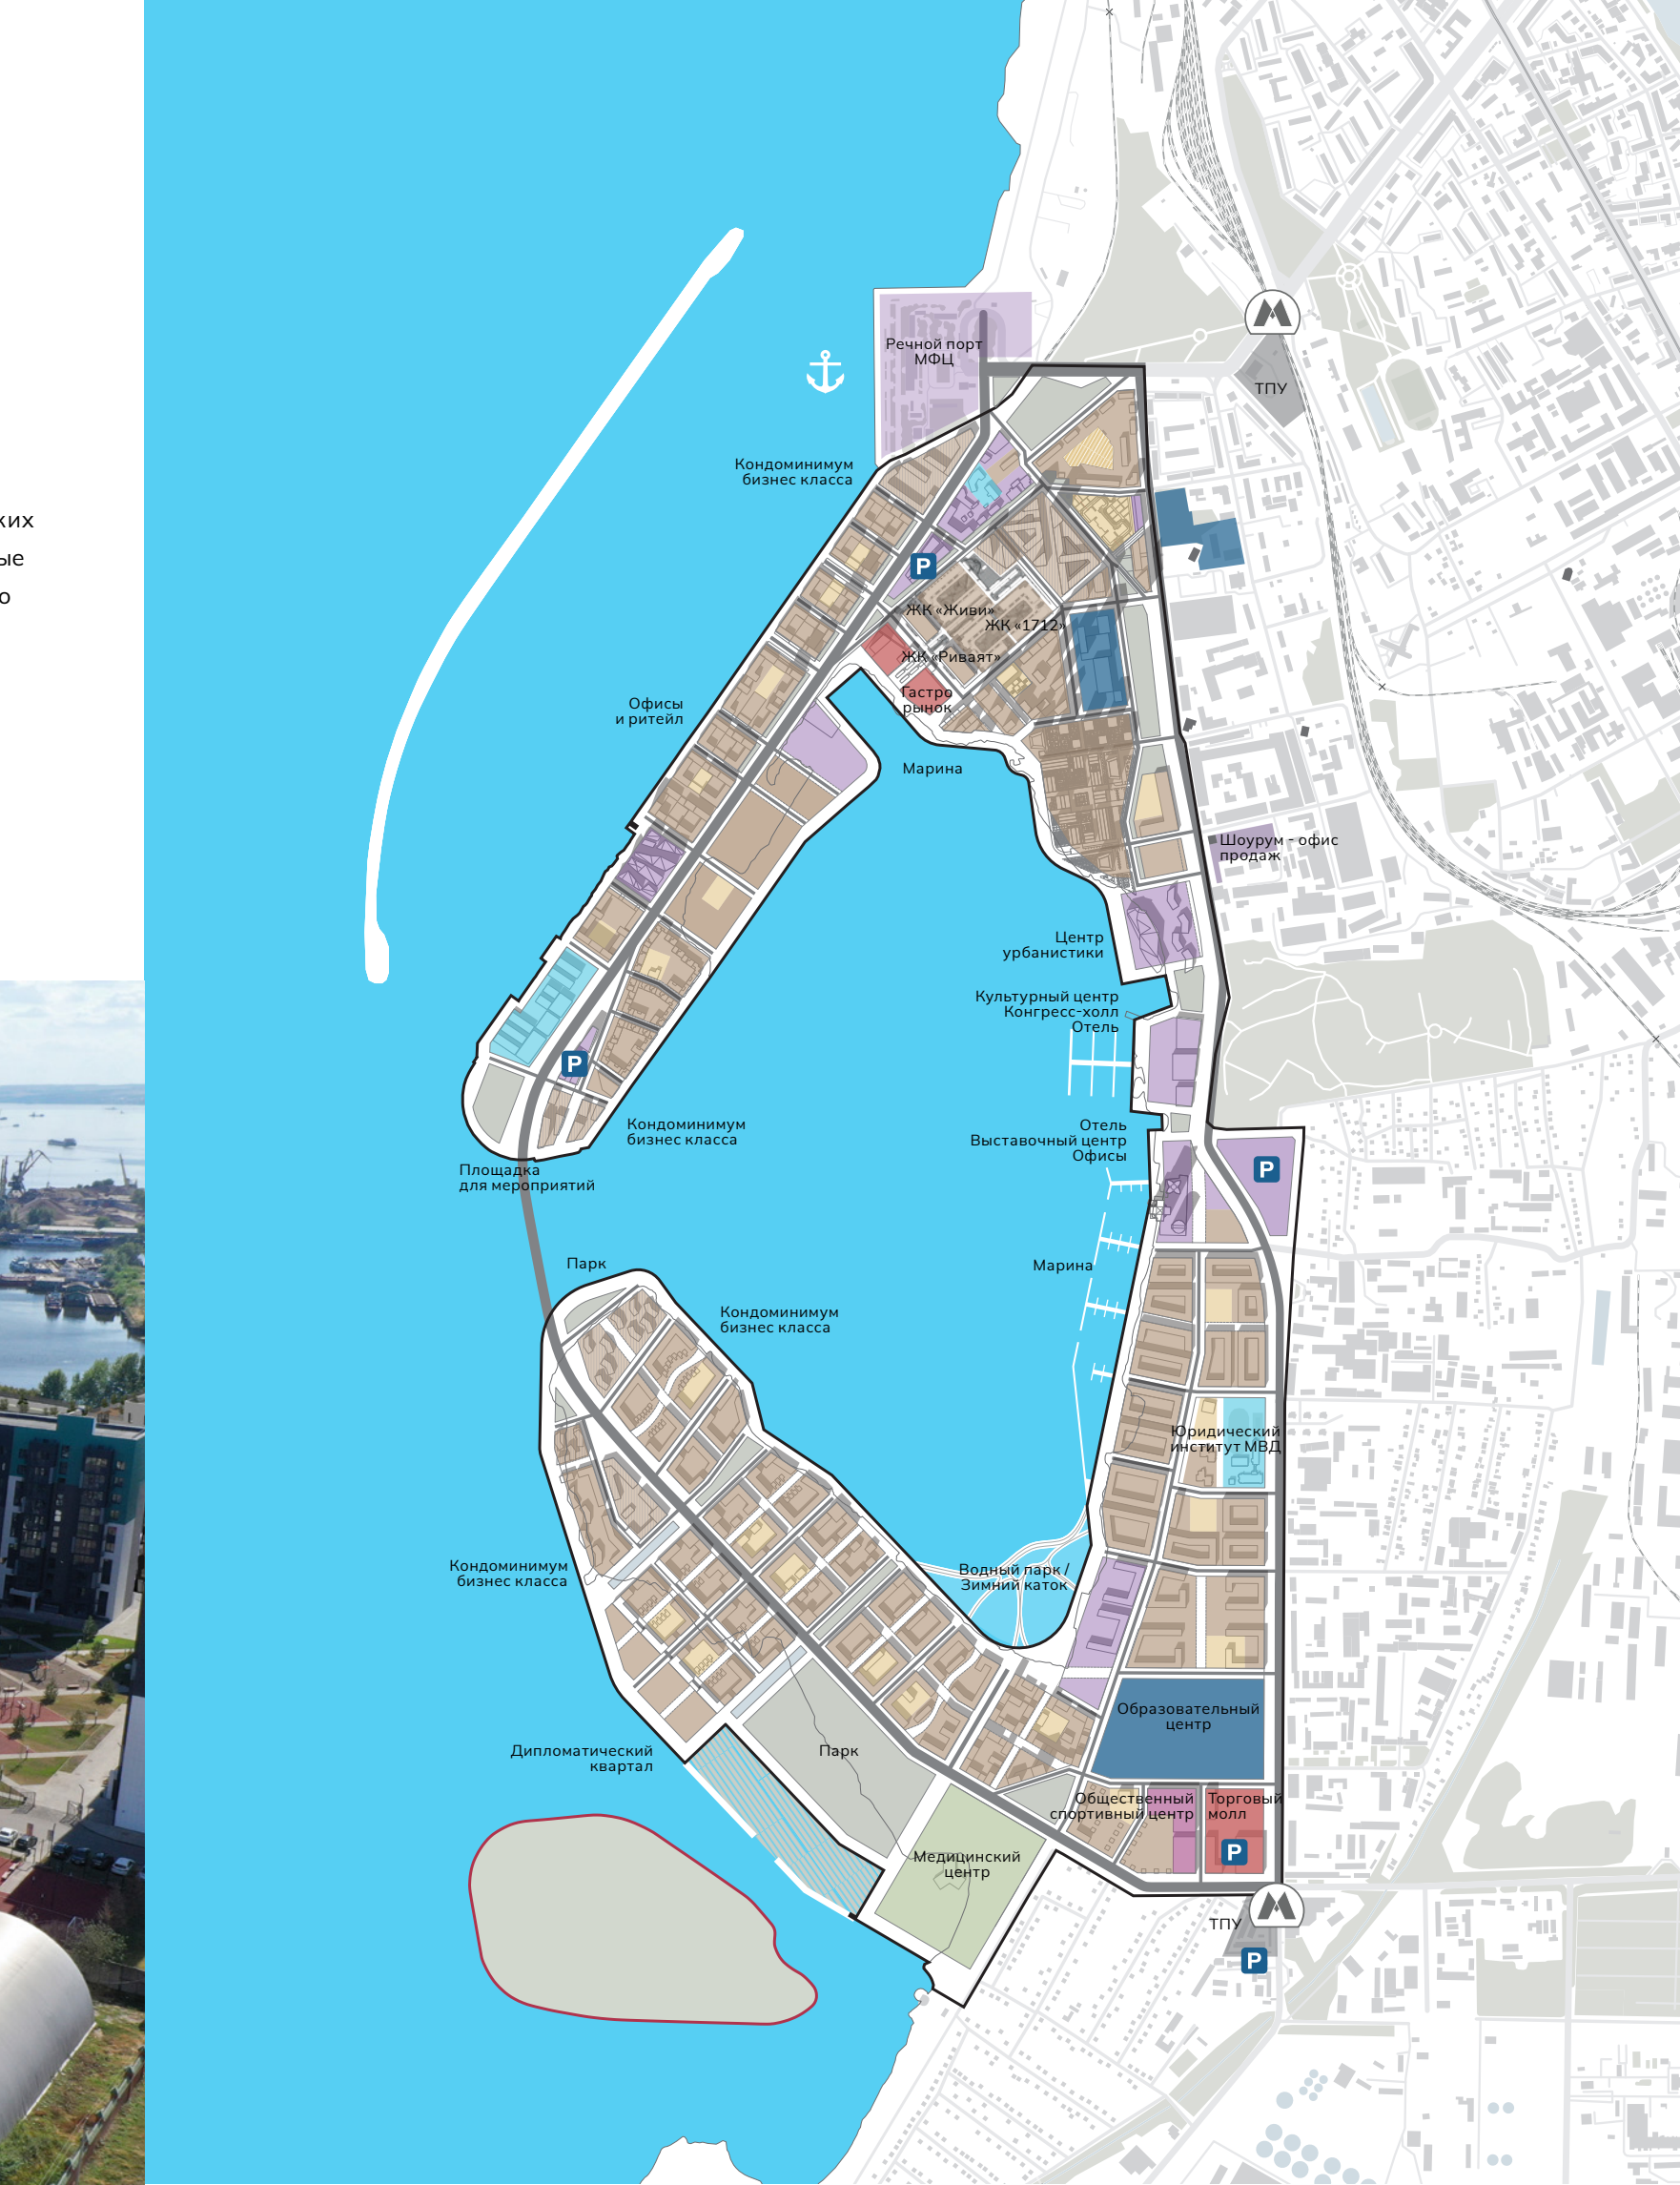 ких
ые
о
Речной порт
МФЦ
ТПУ
Кондоминимум
бизнес класса
P
ЖК «Живи»
ЖК «1712»
ЖК «Риваят»
Гастро
рынок
Офисы
и ритейл
Марина
Шоурум - офис
продаж
Центр
урбанистики
Культурный центр
Конгресс-холл
Отель
P
Кондоминимум
бизнес класса
Отель
Выставочный центр
Офисы
P
Площадка
для мероприятий
Парк
Марина
Кондоминимум
бизнес класса
Юридический
институт МВД
Кондоминимум
бизнес класса
Водный парк /
Зимний каток
Образовательный
центр
Дипломатический
квартал
Парк
Общественный
спортивный центр
Торговый
молл
P
Медицинский
центр
ТПУ
P